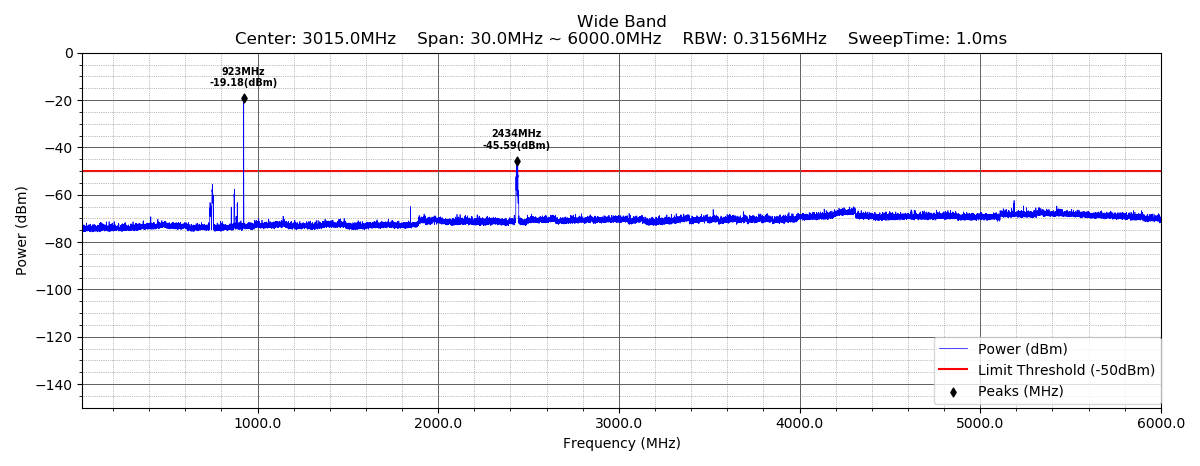 Wide Band
Center: 3015.0MHz    Span: 30.0MHz ~ 6000.0MHz    RBW: 0.3156MHz    SweepTime: 1.0ms
0
−20
−40
−60
−80
−100
−120
−140
Power (dBm)
923MHz
-19.18(dBm)
2434MHz
-45.59(dBm)
Power (dBm)
Limit Threshold (-50dBm)
Peaks (MHz)
1000.0
2000.0
3000.0
4000.0
5000.0
6000.0
Frequency (MHz)